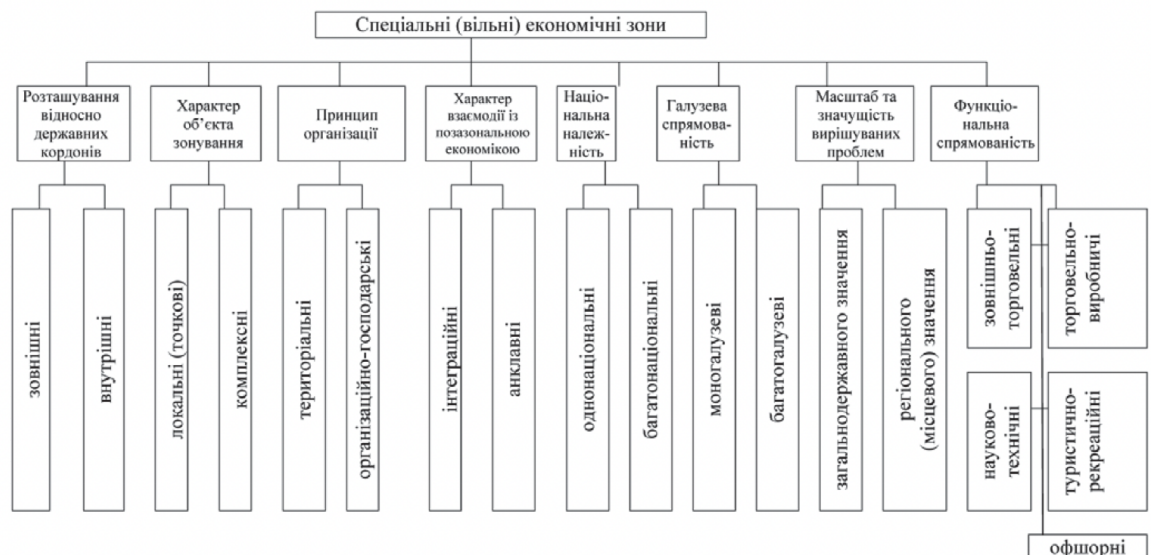 Спеціальні (вільні) економічні зони
Розташування
відносно
державних
кордонів
Характер
об’єкта
зонування
Принцип
організації
Характер
взаємодії із
позазональною
економікою
Націо-
нальна
належ-
ність
Галузева
спрямова-
ність
Масштаб та
значущість
вирішуваних
проблем
Функціо-
нальна
спрямованість
зовнішні
внутрішні
локальні (точкові)
комплексні
територіальні
організаційно-господарські
інтеграційні
анклавні
однонаціональні
багатонаціональні
моногалузеві
багатогалузеві
загальнодержавного значення
регіонального
(місцевого) значення
зовнішньо-
торговельні
торговельно-
виробничі
науково-
технічні
туристично-
рекреаційні
офшорні